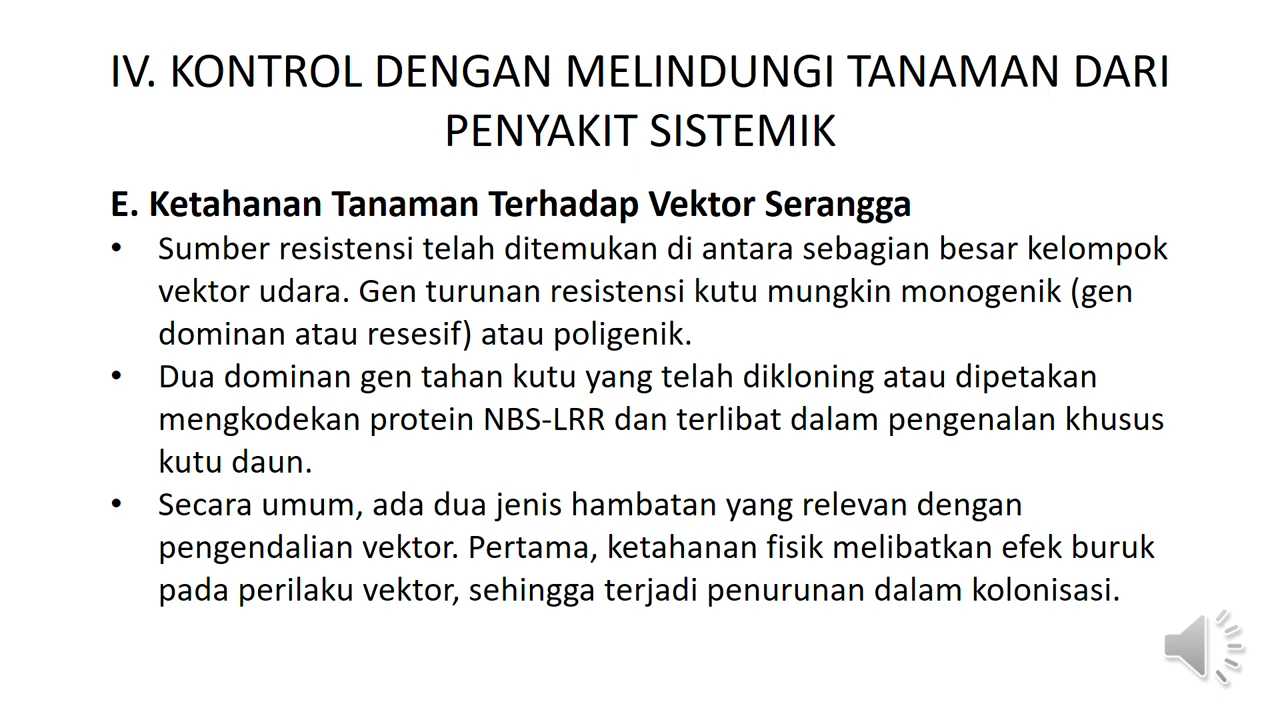 IV. KONTROL DENGAN MELINDUNGI TANAMAN DARI
PENYAKIT SISTEMIK
E. Ketahanan Tanaman Terhadap Vektor Serangga
• Sumber resistensi telah ditemukan di antara sebagian besar kelompok
vektor udara. Gen turunan resistensi kutu mungkin monogenik (gen
dominan atau resesif) atau poligenik.
• Dua dominan gen tahan kutu yang telah dikloning atau dipetakan
mengkodekan protein NBS-LRR dan terlibat dalam pengenalan khusus
kutu daun.
• Secara umum, ada dua jenis hambatan yang relevan dengan
pengendalian vektor. Pertama, ketahanan fisik melibatkan efek buruk
pada perilaku vektor, sehingga terjadi penurunan dalam kolonisasi.